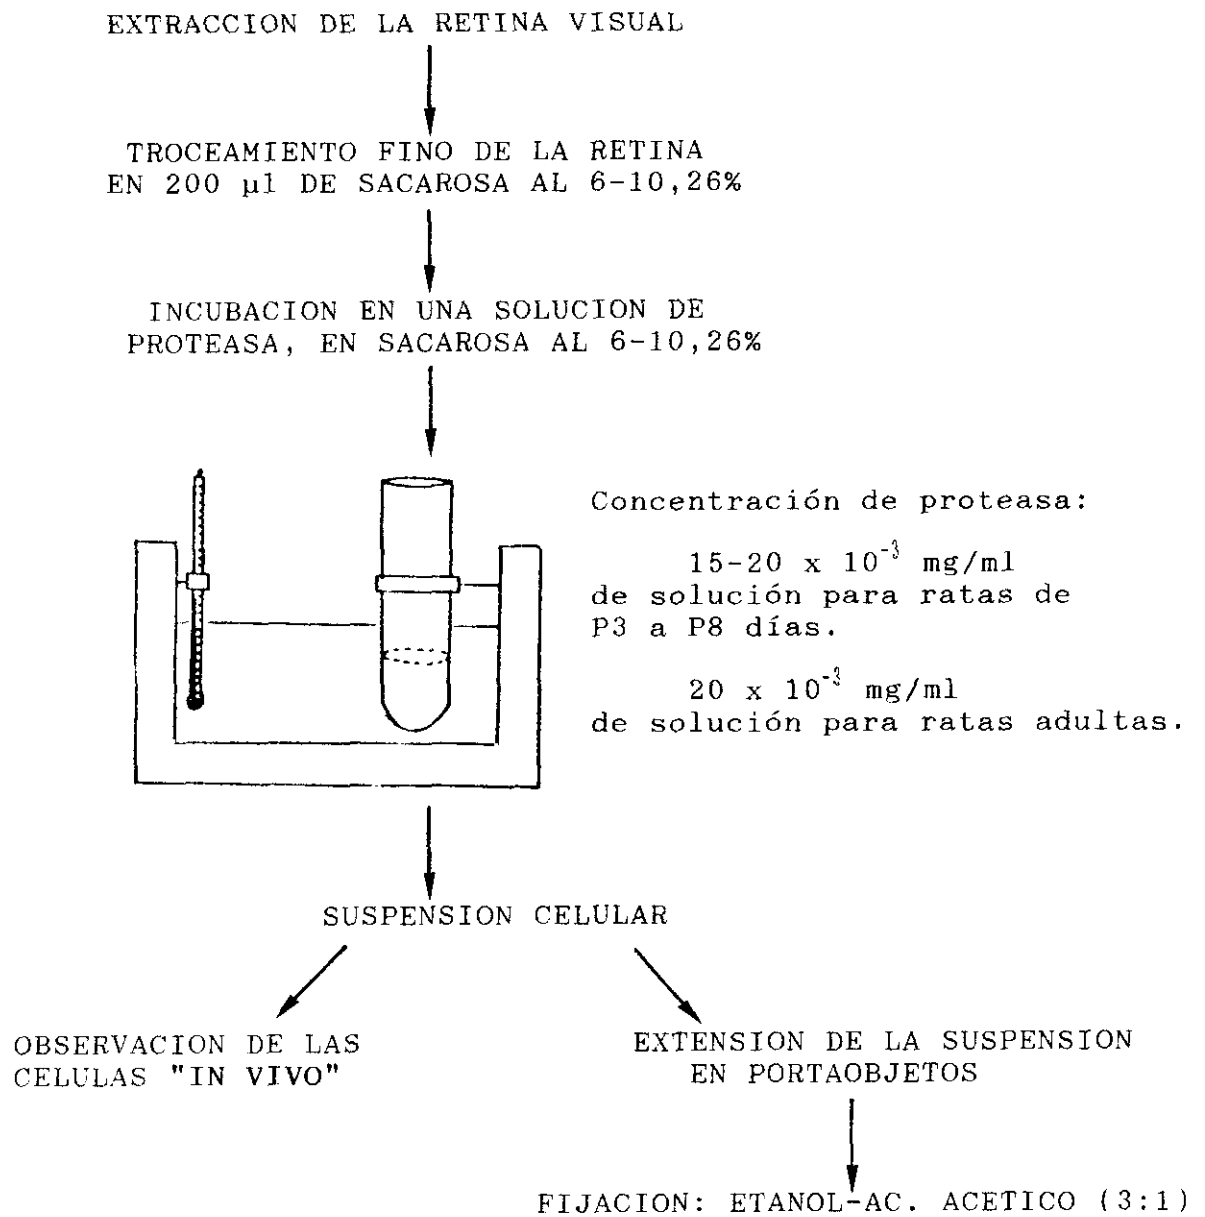 EXTRACCION DE LA RETINA VISUAL
TROCEAMIENTO FINO DE LA RETINA
EN 200 µl DE SACAROSA AL 6-10,26%
INCUBACION EN UNA SOLUCION DE
PROTEASA, EN SACAROSA AL 6-10,26%
Concentración de proteasa:
15-20 x 10⁻³ mg/ml
de solución para ratas de
P3 a P8 días.
20 x 10⁻³ mg/ml
de solución para ratas adultas.
SUSPENSION CELULAR
OBSERVACION DE LAS
CELULAS "IN VIVO"
EXTENSION DE LA SUSPENSION
EN PORTAOBJETOS
FIJACION: ETANOL-AC. ACETICO (3:1)